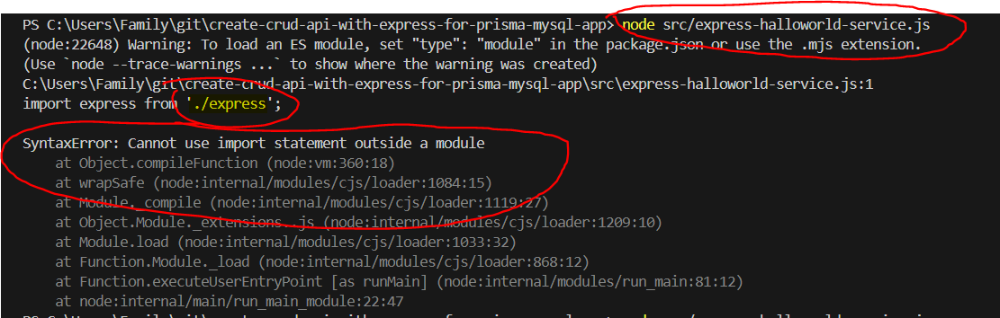 PS C:\Users\Family\git\create-crud-api-with-express-for-prisma-mysql-app> node src/express-halloworld-service.js
(node:22648) Warning: To load an ES module, set "type": "module" in the package.json or use the .mjs extension.
(Use `node --trace-warnings ...` to show where the warning was created)
C:\Users\Family\git\create-crud-api-with-express-for-prisma-mysql-app\src\express-halloworld-service.js:1
import express from './express';
SyntaxError: Cannot use import statement outside a module
at Object.compileFunction (node:vm:360:18)
at wrapSafe (node:internal/modules/cjs/loader:1084:15)
at Module._compile (node:internal/modules/cjs/loader:1119:27)
at Object.Module._extensions..js (node:internal/modules/cjs/loader:1209:10)
at Module.load (node:internal/modules/cjs/loader:1033:32)
at Function.Module._load (node:internal/modules/cjs/loader:868:12)
at Function.executeUserEntryPoint [as runMain] (node:internal/modules/run_main:81:12)
at node:internal/main/run_main_module:22:47